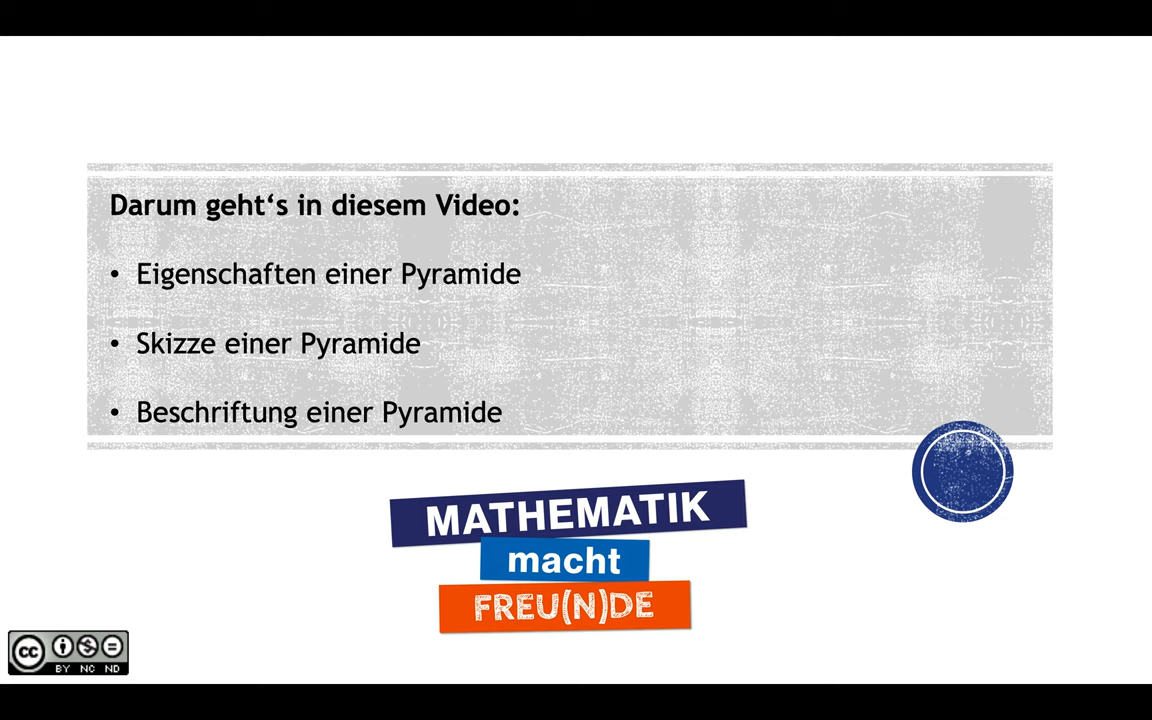 Darum geht‘s in diesem Video:
• Eigenschaften einer Pyramide
• Skizze einer Pyramide
• Beschriftung einer Pyramide
MATHEMATIK
macht
FREU(N)DE
cc
BY NC ND